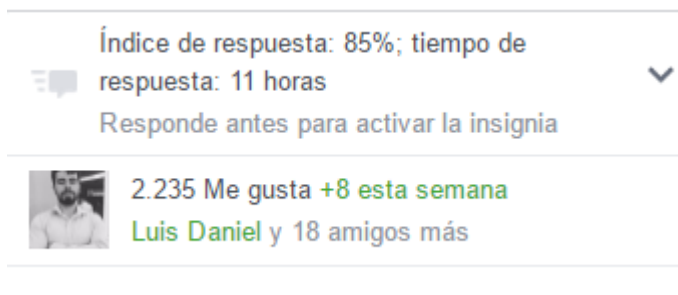 Índice de respuesta: 85%; tiempo de
respuesta: 11 horas
Responde antes para activar la insignia
2.235 Me gusta +8 esta semana
Luis Daniel y 18 amigos más